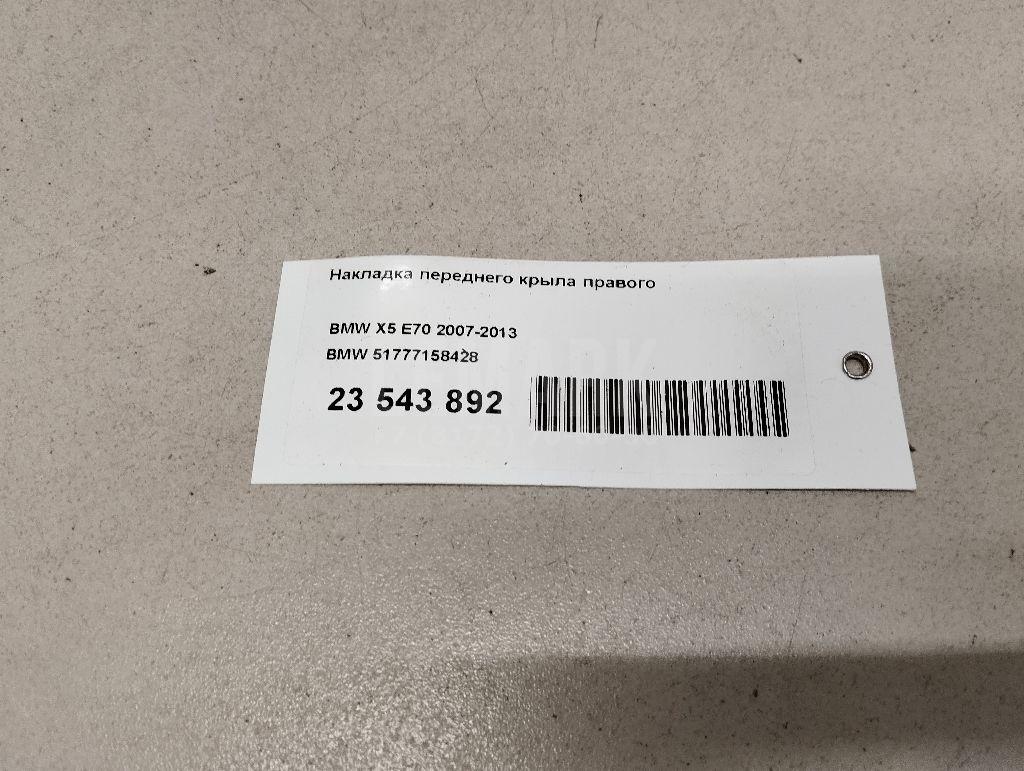 Накладка переднего крыла правого
BMW X5 E70 2007-2013
BMW 51777158428
23 543 892